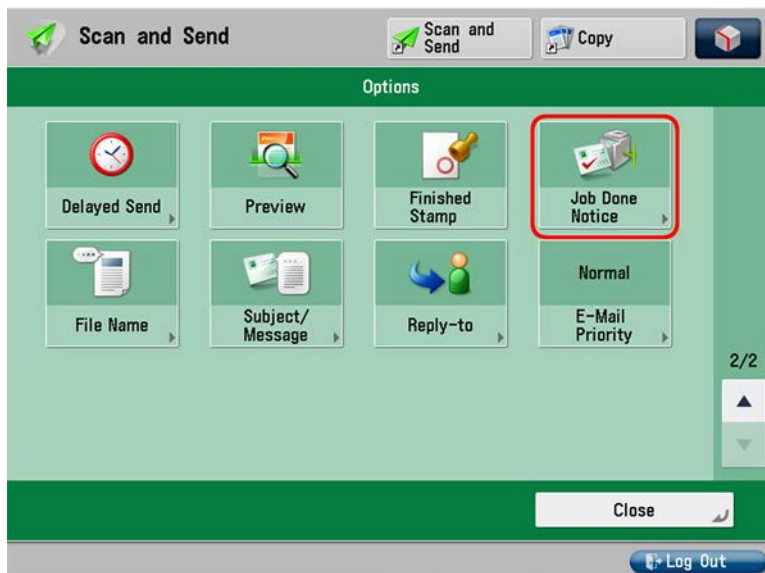 Scan and Send
Scan and
Send
Copy
Options
Delayed Send
Preview
Finished
Stamp
Job Done
Notice
File Name
Subject/
Message
Reply-to
Normal
E-Mail
Priority
2/2
Close
Log Out